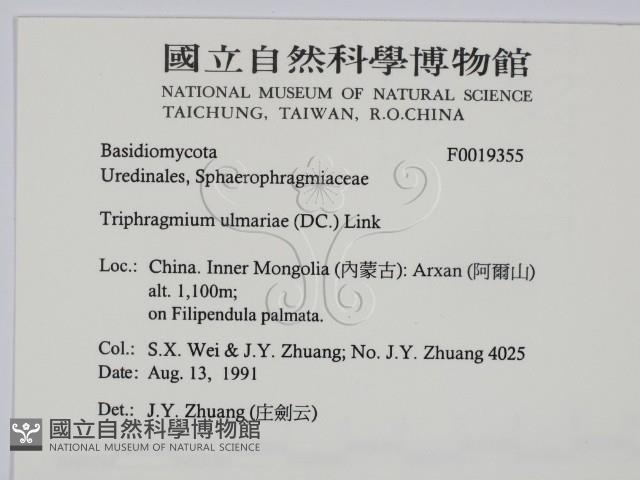 國立自然科學博物館
NATIONAL MUSEUM OF NATURAL SCIENCE
TAICHUNG, TAIWAN, R.O.CHINA
Basidiomycota F0019355
Uredinales, Sphaerophragmiaceae
Triphragmium ulmariae (DC.) Link
Loc.: China. Inner Mongolia (內蒙古): Arxan (阿爾山)
alt. 1,100m;
on Filipendula palmata.
Col.: S.X. Wei & J.Y. Zhuang; No. J.Y. Zhuang 4025
Date: Aug. 13, 1991
Det.: J.Y. Zhuang (庄劍云)
國立自然科學博物館
NATIONAL MUSEUM OF NATURAL SCIENCE